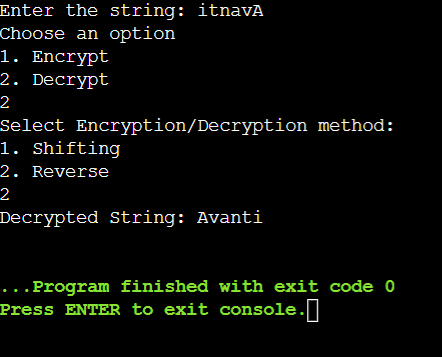 Enter the string: itnavA
Choose an option
1. Encrypt
2. Decrypt
2
Select Encryption/Decryption method:
1. Shifting
2. Reverse
2
Decrypted String: Avanti
...Program finished with exit code 0
Press ENTER to exit console.